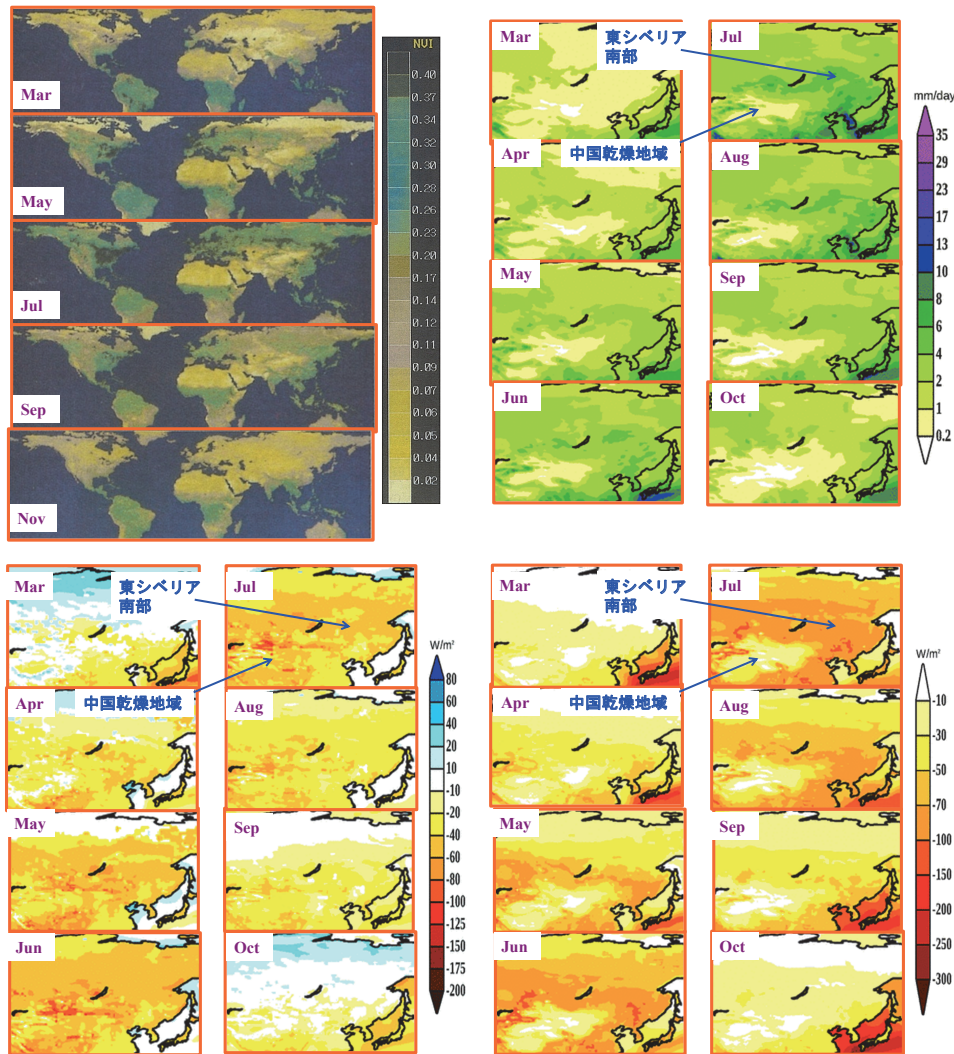 Mar
May
Jul
Sep
Nov
NVI
0.40
0.37
0.34
0.32
0.30
0.28
0.26
0.23
0.20
0.17
0.14
0.12
0.11
0.09
0.07
0.06
0.05
0.04
0.02
Mar
東シベリア
南部
Jul
Apr
中国乾燥地域
Aug
May
Sep
Jun
Oct
mm/day
35
29
23
17
13
10
8
6
4
2
1
0.2
Mar
東シベリア
南部
Jul
Apr
中国乾燥地域
Aug
May
Sep
Jun
Oct
W/m²
80
60
40
20
10
-10
-20
-40
-60
-80
-100
-125
-150
-175
-200
Mar
東シベリア
南部
Jul
Apr
中国乾燥地域
Aug
May
Sep
Jun
Oct
W/m²
-10
-30
-50
-70
-100
-150
-200
-250
-300